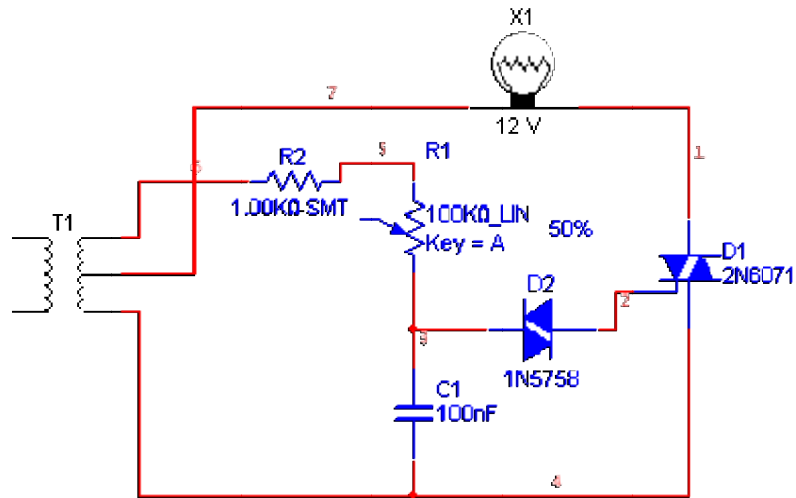 X1
7
12 V
R2
5
R1
1
6
1.00KΩ-SMT
100KΩ_LIN
50%
T1
Key = A
D1
2N6071
D2
2
3
1N5758
C1
100nF
4